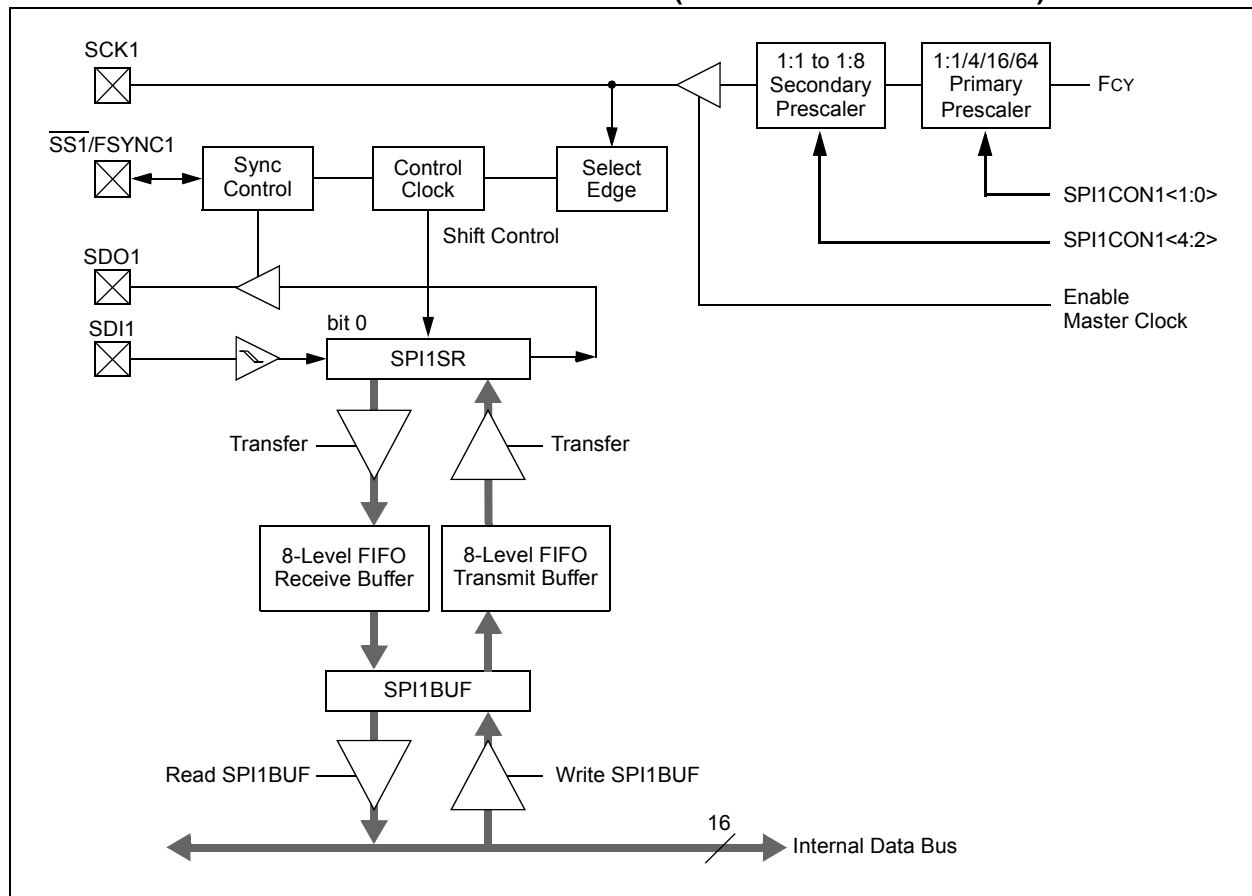 SCK1
1:1 to 1:8
Secondary
Prescaler
1:1/4/16/64
Primary
Prescaler
FCY
SS1/FSYNC1
Sync
Control
Control
Clock
Select
Edge
SPI1CON1<1:0>
Shift Control
SPI1CON1<4:2>
SDO1
Enable
Master Clock
SDI1
bit 0
SPI1SR
Transfer
Transfer
8-Level FIFO
Receive Buffer
8-Level FIFO
Transmit Buffer
SPI1BUF
Read SPI1BUF
Write SPI1BUF
16
Internal Data Bus